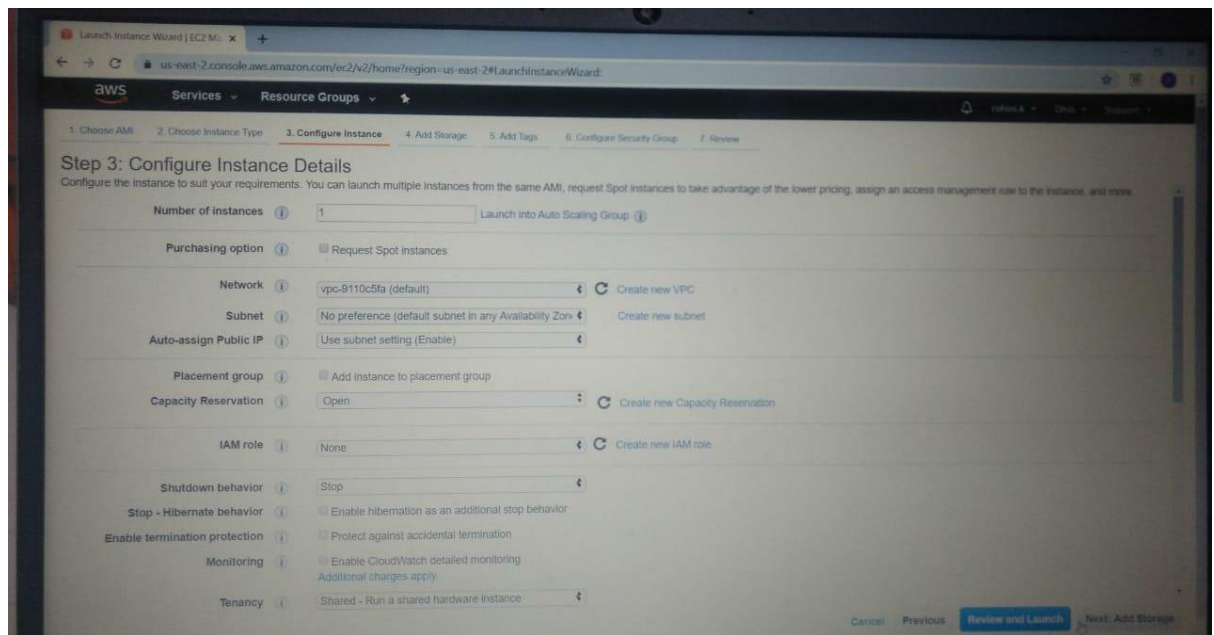 Launch Instance Wizard | EC2 Ma
us-east-2.console.aws.amazon.com/ec2/v2/home?region=us-east-2#LaunchInstanceWizard:
aws Services Resource Groups Ohio Support
1. Choose AMI 2. Choose Instance Type 3. Configure Instance 4. Add Storage 5. Add Tags 6. Configure Security Group 7. Review
Step 3: Configure Instance Details
Configure the instance to suit your requirements. You can launch multiple instances from the same AMI, request Spot instances to take advantage of the lower pricing, assign an access management role to the instance, and more.
Number of instances 1 Launch into Auto Scaling Group
Purchasing option Request Spot instances
Network vpc-9110c5fa (default) Create new VPC
Subnet No preference (default subnet in any Availability Zone Create new subnet
Auto-assign Public IP Use subnet setting (Enable)
Placement group Add instance to placement group
Capacity Reservation Open Create new Capacity Reservation
IAM role None Create new IAM role
Shutdown behavior Stop
Stop - Hibernate behavior Enable hibernation as an additional stop behavior
Enable termination protection Protect against accidental termination
Monitoring Enable CloudWatch detailed monitoring
Additional charges apply.
Tenancy Shared - Run a shared hardware instance
Cancel Previous Review and Launch Next: Add Storage